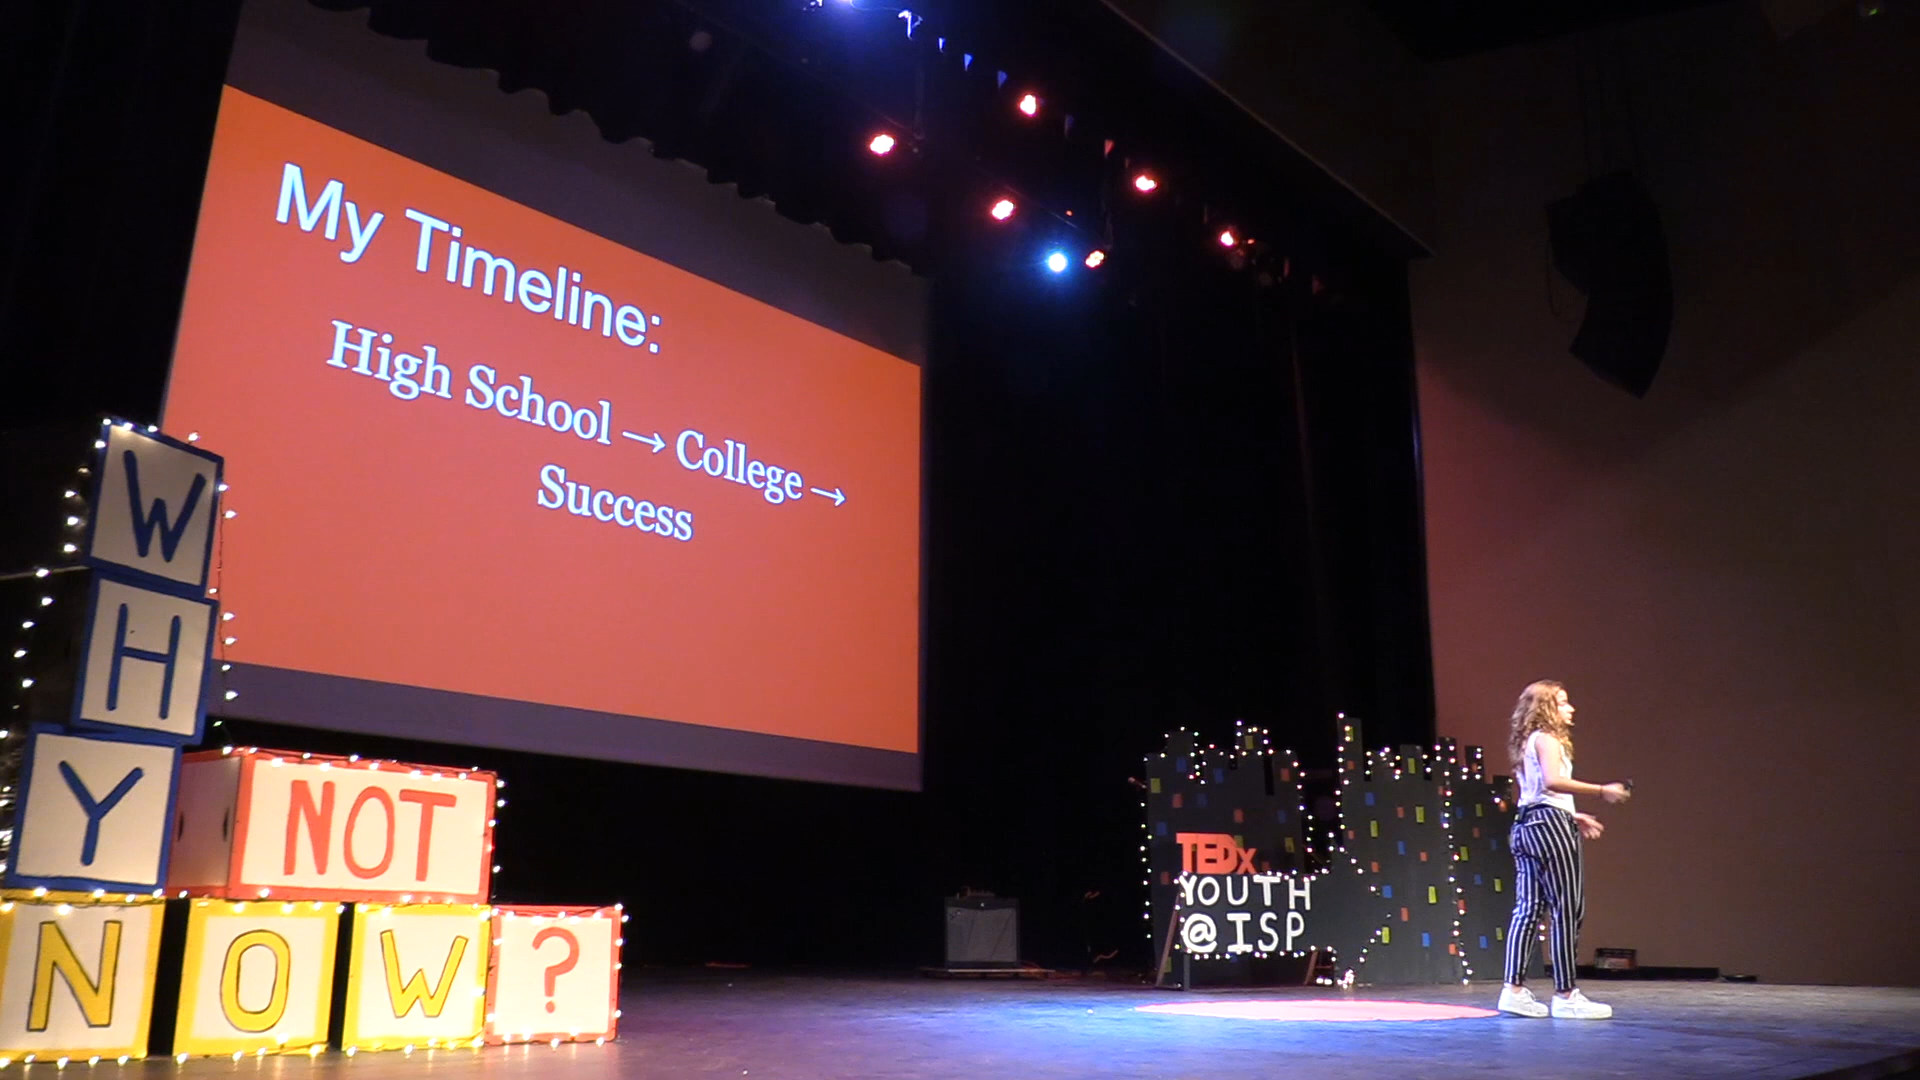 My Timeline:
High School → College →
Success
W
H
Y
NOT
NOW?
TEDx
YOUTH
@ISP